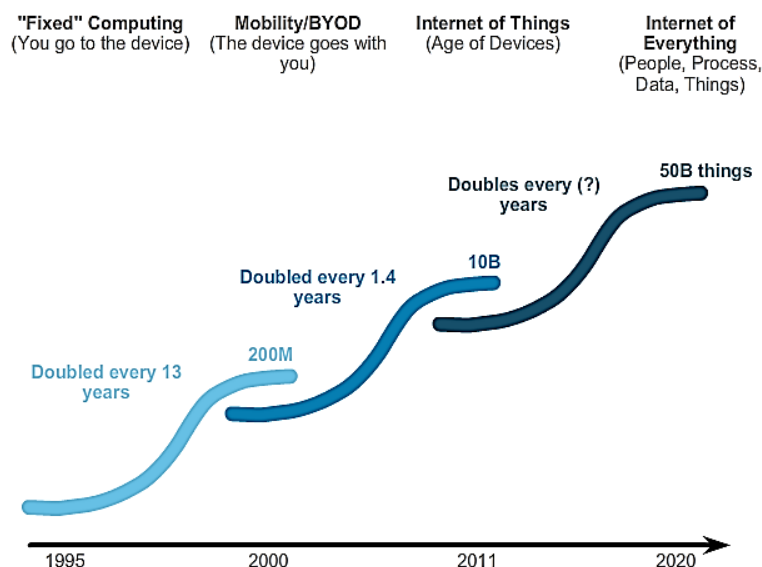 "Fixed" Computing
(You go to the device)
Mobility/BYOD
(The device goes with
you)
Internet of Things
(Age of Devices)
Internet of
Everything
(People, Process,
Data, Things)
50B things
Doubles every (?)
years
10B
Doubled every 1.4
years
200M
Doubled every 13
years
1995
2000
2011
2020